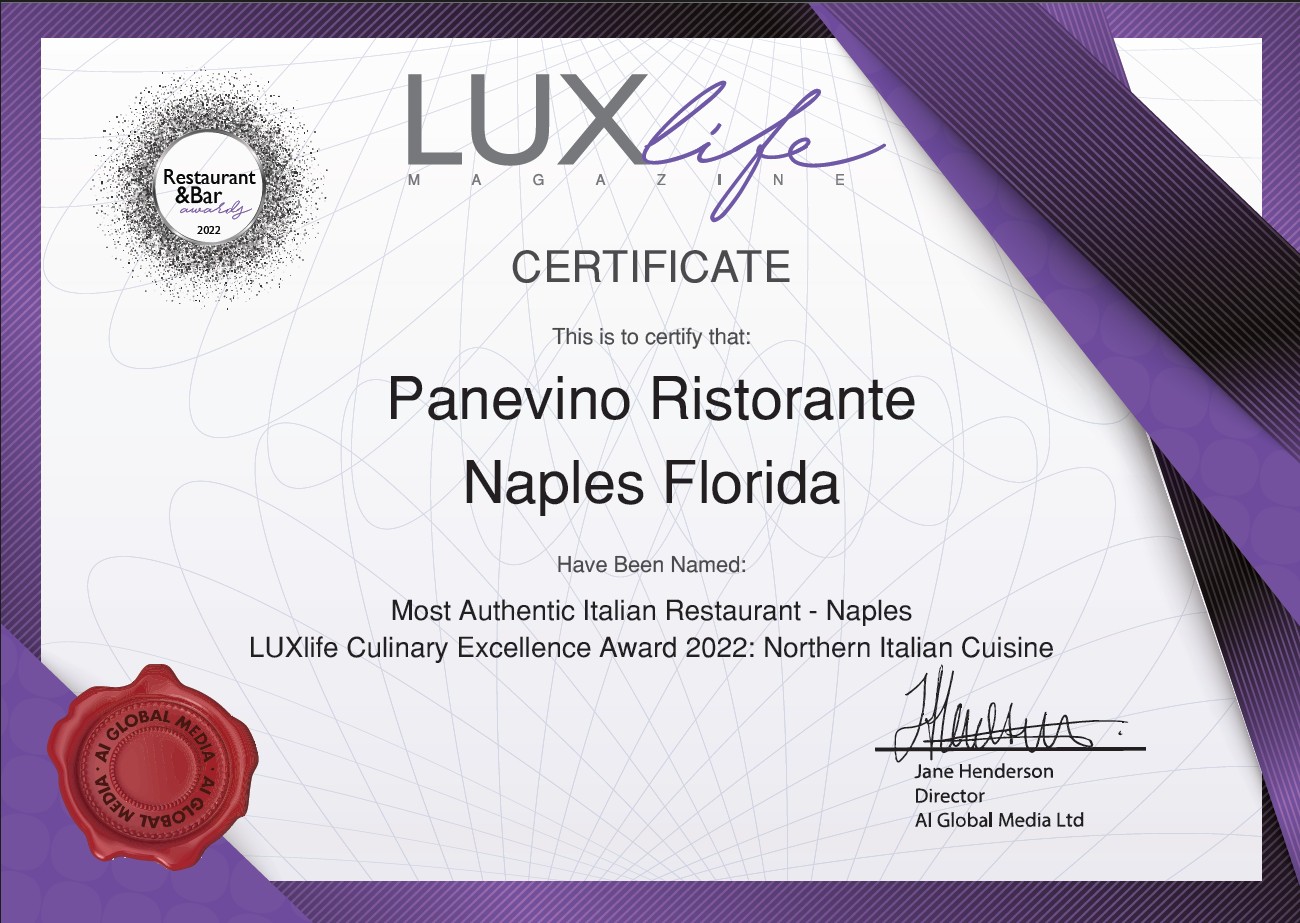 Restaurant
&Bar
awards
2022
LUXlife
MAGAZINE
CERTIFICATE
This is to certify that:
Panevino Ristorante
Naples Florida
Have Been Named:
Most Authentic Italian Restaurant - Naples
LUXlife Culinary Excellence Award 2022: Northern Italian Cuisine
AI GLOBAL MEDIA · AI GLOBAL MEDIA ·
JHenderson
Jane Henderson
Director
AI Global Media Ltd